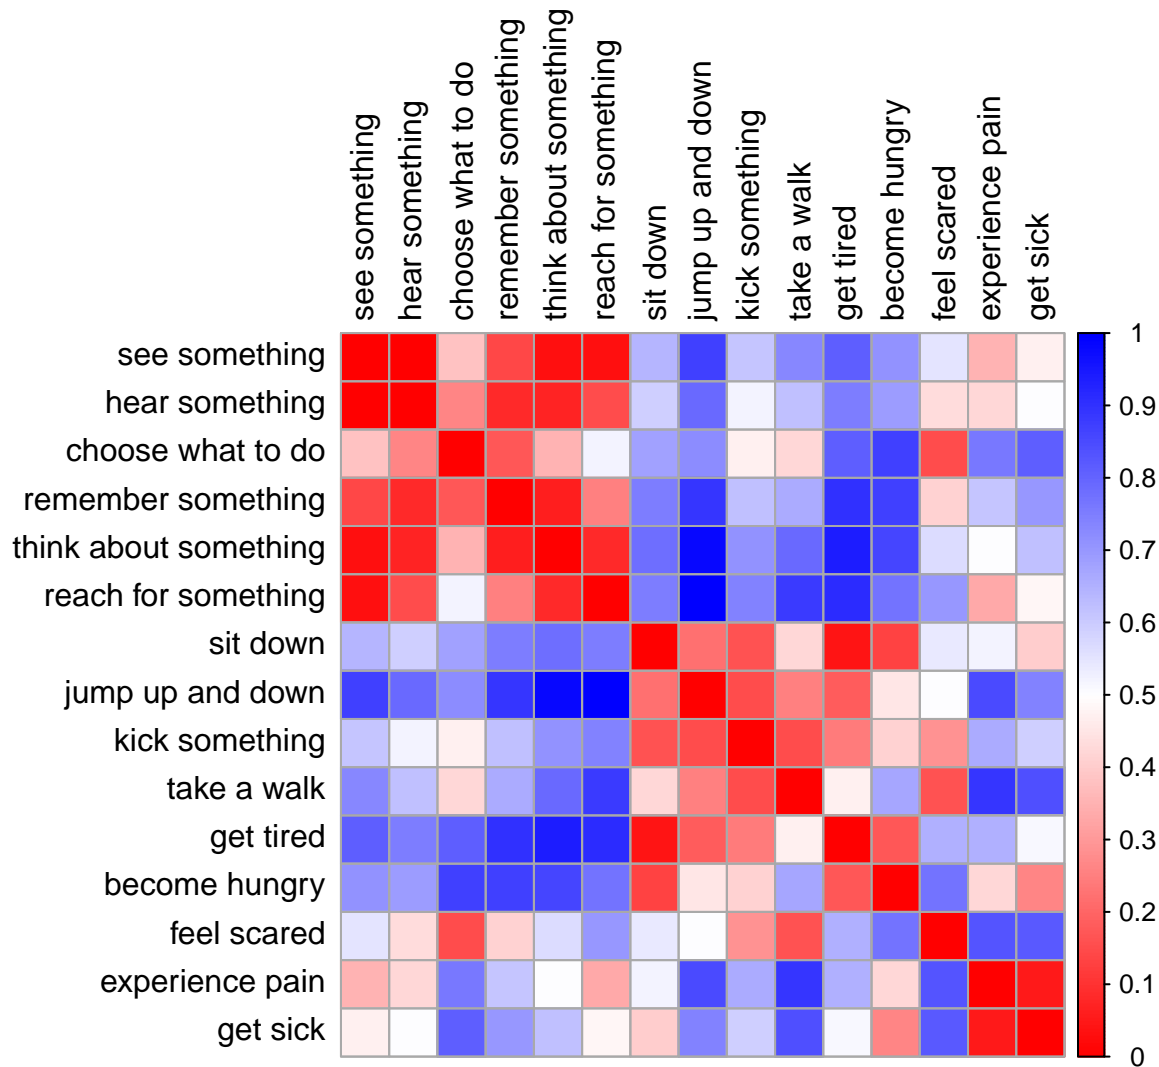 see something
hear something
choose what to do
remember something
think about something
reach for something
sit down
jump up and down
kick something
take a walk
get tired
become hungry
feel scared
experience pain
get sick
see something
hear something
choose what to do
remember something
think about something
reach for something
sit down
jump up and down
kick something
take a walk
get tired
become hungry
feel scared
experience pain
get sick
1
0.9
0.8
0.7
0.6
0.5
0.4
0.3
0.2
0.1
0